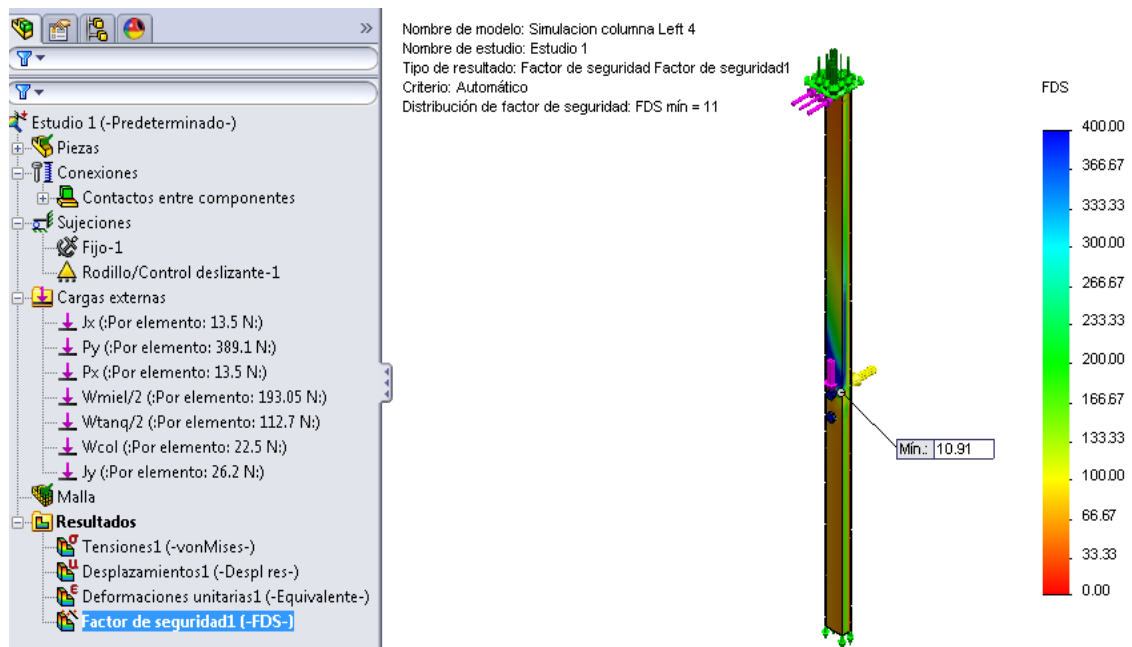 Estudio 1 (-Predeterminado-)
Piezas
Conexiones
Contactos entre componentes
Sujeciones
Fijo-1
Rodillo/Control deslizante-1
Cargas externas
Jx (:Por elemento: 13.5 N:)
Py (:Por elemento: 389.1 N:)
Px (:Por elemento: 13.5 N:)
Wmiel/2 (:Por elemento: 193.05 N:)
Wtanq/2 (:Por elemento: 112.7 N:)
Wcol (:Por elemento: 22.5 N:)
Jy (:Por elemento: 26.2 N:)
Malla
Resultados
Tensiones1 (-vonMises-)
Desplazamientos1 (-Despl res-)
Deformaciones unitarias1 (-Equivalente-)
Factor de seguridad1 (-FDS-)
Nombre de modelo: Simulacion columna Left 4
Nombre de estudio: Estudio 1
Tipo de resultado: Factor de seguridad Factor de seguridad1
Criterio: Automático
Distribución de factor de seguridad: FDS mín = 11
Mín.: 10.91
FDS
400.00
366.67
333.33
300.00
266.67
233.33
200.00
166.67
133.33
100.00
66.67
33.33
0.00